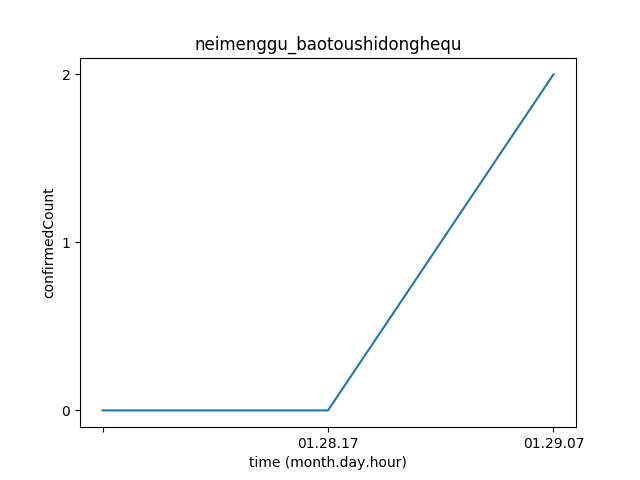 neimenggu_baotoushidonghequ
2
1
0
confirmedCount
01.28.17
01.29.07
time (month.day.hour)